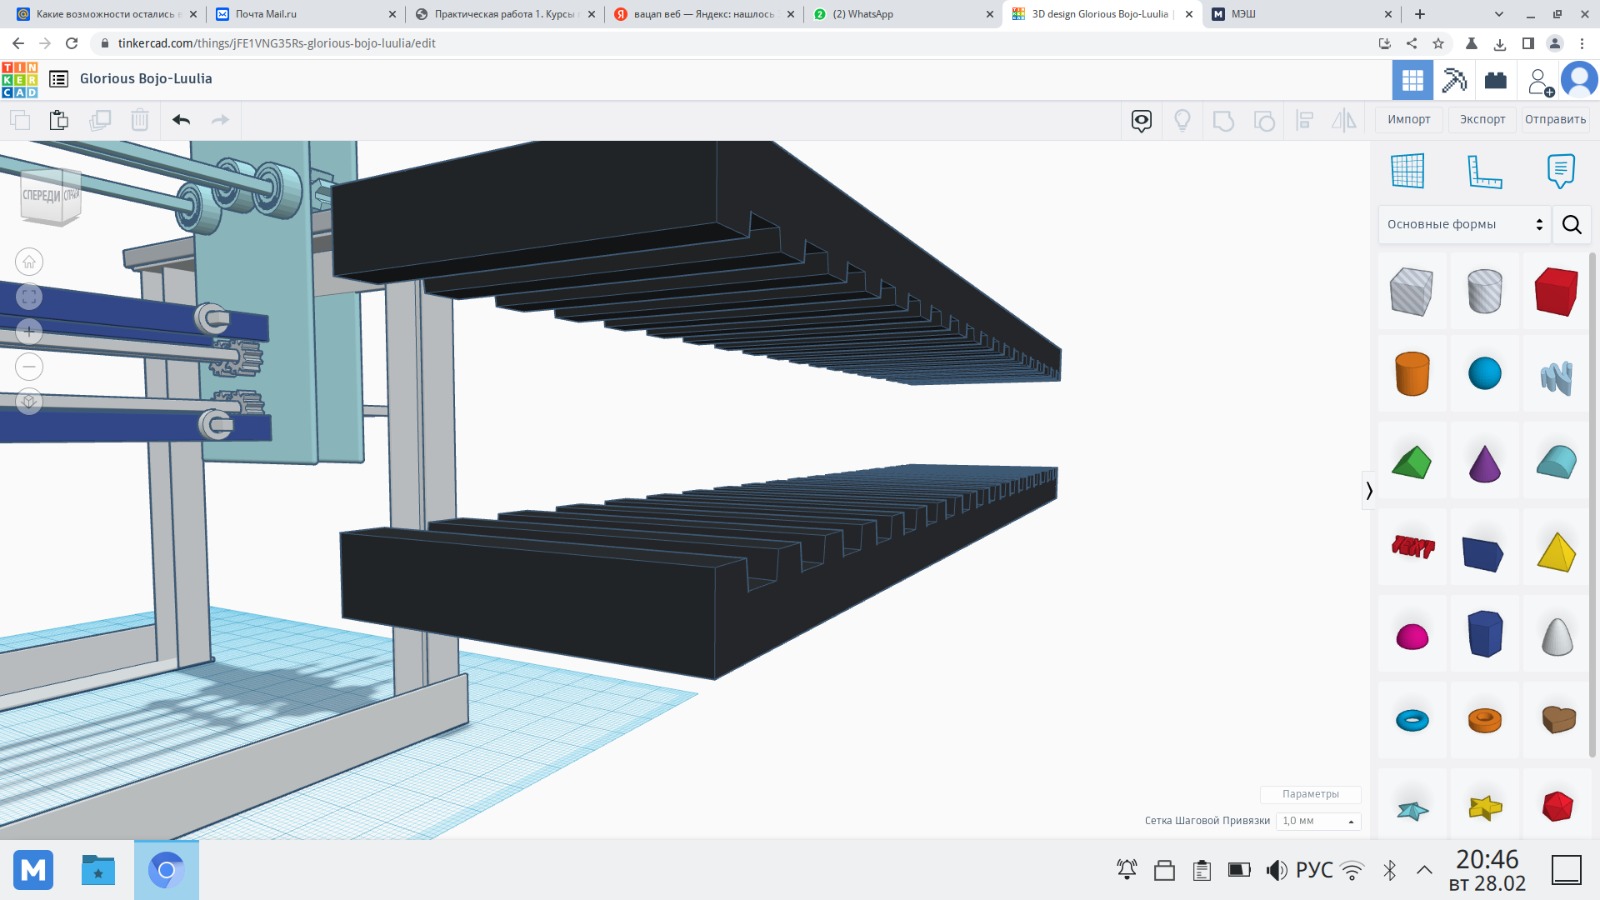 Какие возможности остались в
Почта Mail.ru
Практическая работа 1. Курсы
вацап веб — Яндекс: нашлось
(2) WhatsApp
3D design Glorious Bojo-Luulia |
МЭШ
tinkercad.com/things/jFE1VNG35Rs-glorious-bojo-luulia/edit
TIN
KER
CAD
Glorious Bojo-Luulia
Импорт
Экспорт
Отправить
СПЕРЕДИ
Основные формы
Параметры
Сетка Шаговой Привязки
1,0 мм
M
РУС
20:46
вт 28.02